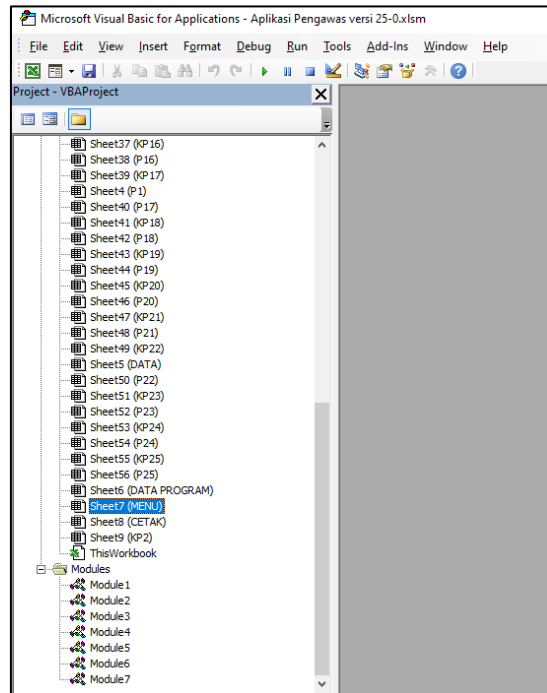 Microsoft Visual Basic for Applications - Aplikasi Pengawas versi 25-0.xlsm
File Edit View Insert Format Debug Run Tools Add-Ins Window Help
Project - VBAProject
Sheet37 (KP16)
Sheet38 (P16)
Sheet39 (KP17)
Sheet4 (P1)
Sheet40 (P17)
Sheet41 (KP18)
Sheet42 (P18)
Sheet43 (KP19)
Sheet44 (P19)
Sheet45 (KP20)
Sheet46 (P20)
Sheet47 (KP21)
Sheet48 (P21)
Sheet49 (KP22)
Sheet5 (DATA)
Sheet50 (P22)
Sheet51 (KP23)
Sheet52 (P23)
Sheet53 (KP24)
Sheet54 (P24)
Sheet55 (KP25)
Sheet56 (P25)
Sheet6 (DATA PROGRAM)
Sheet7 (MENU)
Sheet8 (CETAK)
Sheet9 (KP2)
ThisWorkbook
Modules
Module1
Module2
Module3
Module4
Module5
Module6
Module7